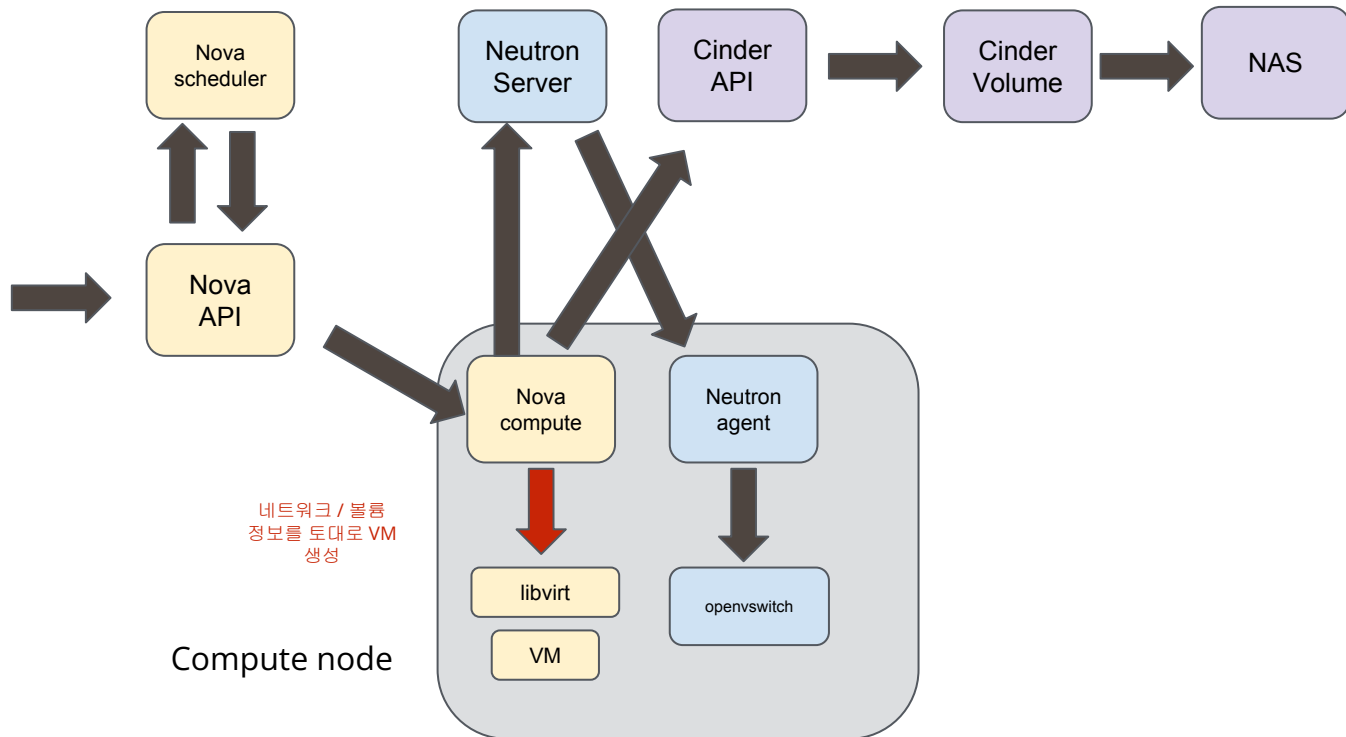 Nova
scheduler
Neutron
Server
Cinder
API
Cinder
Volume
NAS
Nova
API
Nova
compute
Neutron
agent
네트워크 / 볼륨
정보를 토대로 VM
생성
libvirt
openvswitch
VM
Compute node